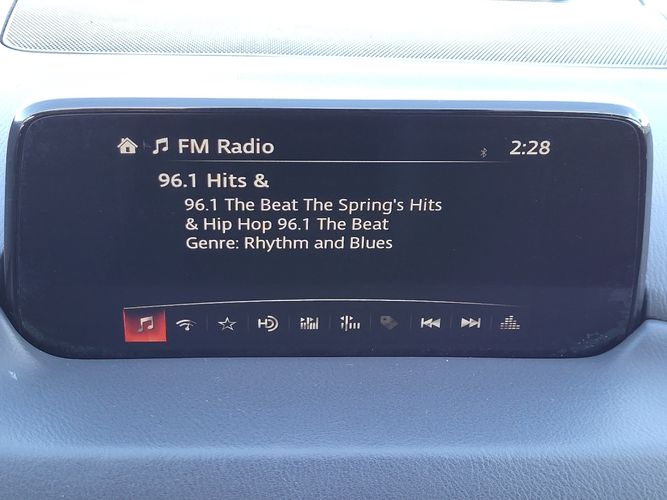 FM Radio 2:28
96.1 Hits &
96.1 The Beat The Spring's Hits
& Hip Hop 96.1 The Beat
Genre: Rhythm and Blues
HD